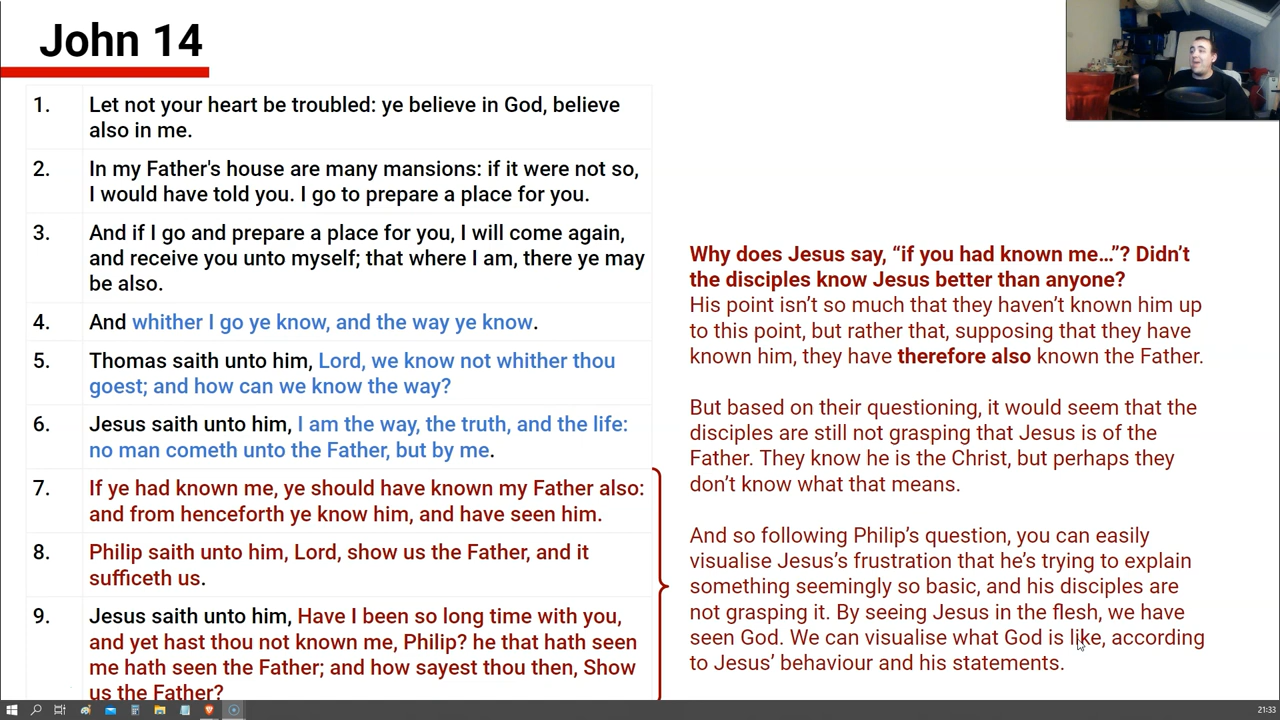 John 14
1. Let not your heart be troubled: ye believe in God, believe
also in me.
2. In my Father's house are many mansions: if it were not so,
I would have told you. I go to prepare a place for you.
3. And if I go and prepare a place for you, I will come again,
and receive you unto myself; that where I am, there ye may
be also.
4. And whither I go ye know, and the way ye know.
5. Thomas saith unto him, Lord, we know not whither thou
goest; and how can we know the way?
6. Jesus saith unto him, I am the way, the truth, and the life:
no man cometh unto the Father, but by me.
7. If ye had known me, ye should have known my Father also:
and from henceforth ye know him, and have seen him.
8. Philip saith unto him, Lord, show us the Father, and it
sufficeth us.
9. Jesus saith unto him, Have I been so long time with you,
and yet hast thou not known me, Philip? he that hath seen
me hath seen the Father; and how sayest thou then, Show
us the Father?
Why does Jesus say, “if you had known me…”? Didn’t
the disciples know Jesus better than anyone?
His point isn’t so much that they haven’t known him up
to this point, but rather that, supposing that they have
known him, they have therefore also known the Father.
But based on their questioning, it would seem that the
disciples are still not grasping that Jesus is of the
Father. They know he is the Christ, but perhaps they
don’t know what that means.
And so following Philip’s question, you can easily
visualise Jesus’s frustration that he’s trying to explain
something seemingly so basic, and his disciples are
not grasping it. By seeing Jesus in the flesh, we have
seen God. We can visualise what God is like, according
to Jesus’ behaviour and his statements.
21:33